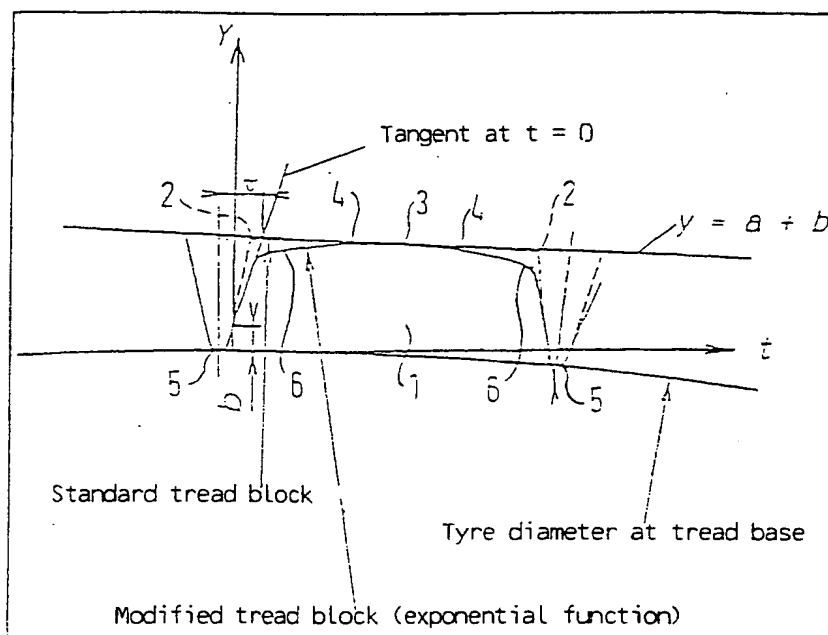 Y
Tangent at t = 0
τ
2
4
3
4
2
y = a ÷ b
t
5
6
1
6
5
b
Standard tread block
Tyre diameter at tread base
Modified tread block (exponential function)